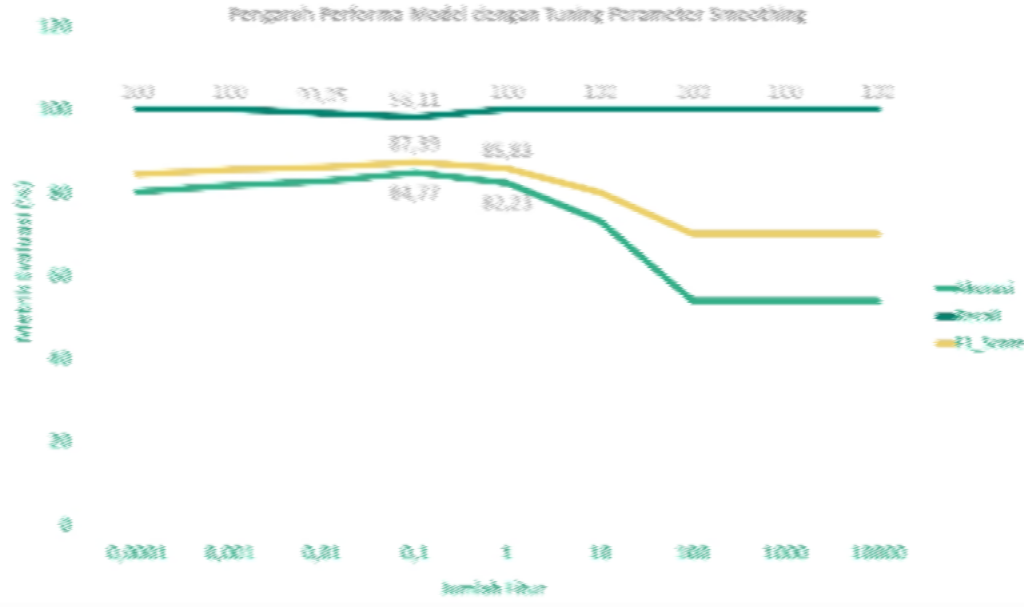 Pengaruh Performa Model dengan Tuning Parameter Smoothing
120
100 100 98,11 100 100 100 100
100
87,39 85,83
80
84,77 82,23
Metrik Evaluasi (%)
60
Akurasi
Recall
F1_Score
40
20
0
0,0001 0,001 0,01 0,1 1 10 100 1000 10000
Jumlah Fitur